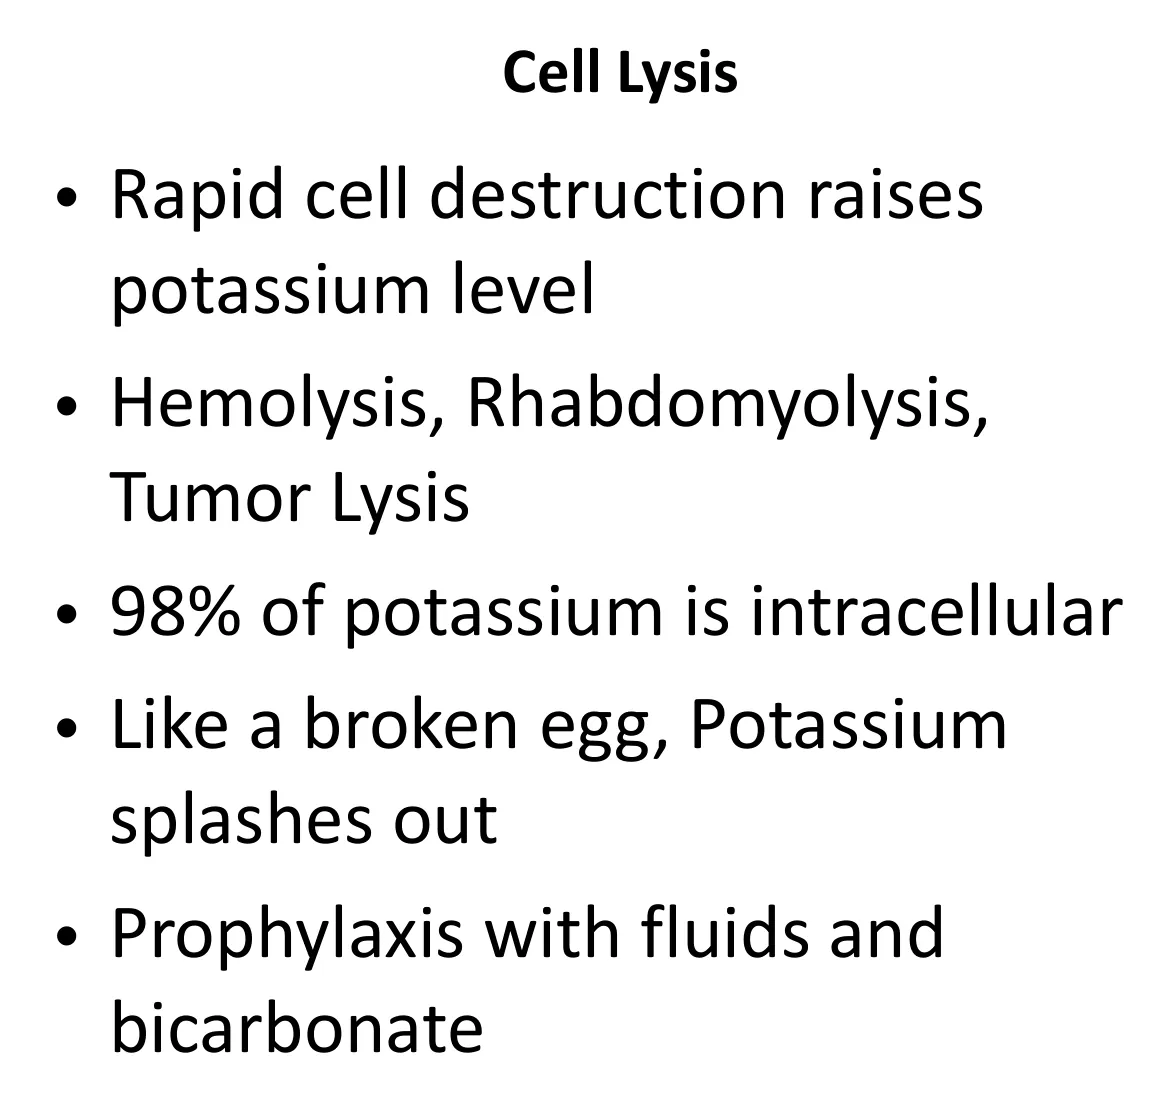 Cell Lysis
• Rapid cell destruction raises
potassium level
• Hemolysis, Rhabdomyolysis,
Tumor Lysis
• 98% of potassium is intracellular
• Like a broken egg, Potassium
splashes out
• Prophylaxis with fluids and
bicarbonate